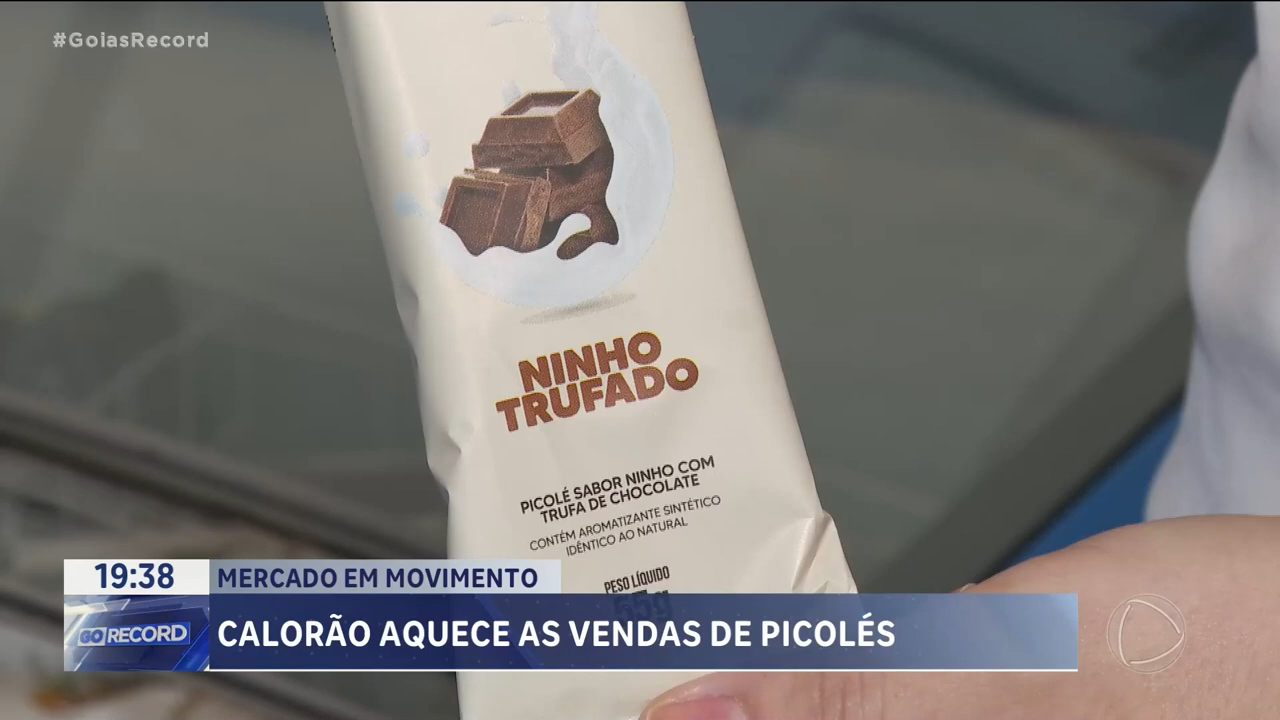 #GoiasRecord
NINHO
TRUFADO
PICOLÉ SABOR NINHO COM
TRUFA DE CHOCOLATE
CONTÉM AROMATIZANTE SINTÉTICO
IDÊNTICO AO NATURAL
PESO LÍQUIDO
19:38
MERCADO EM MOVIMENTO
GO RECORD
CALORÃO AQUECE AS VENDAS DE PICOLÉS